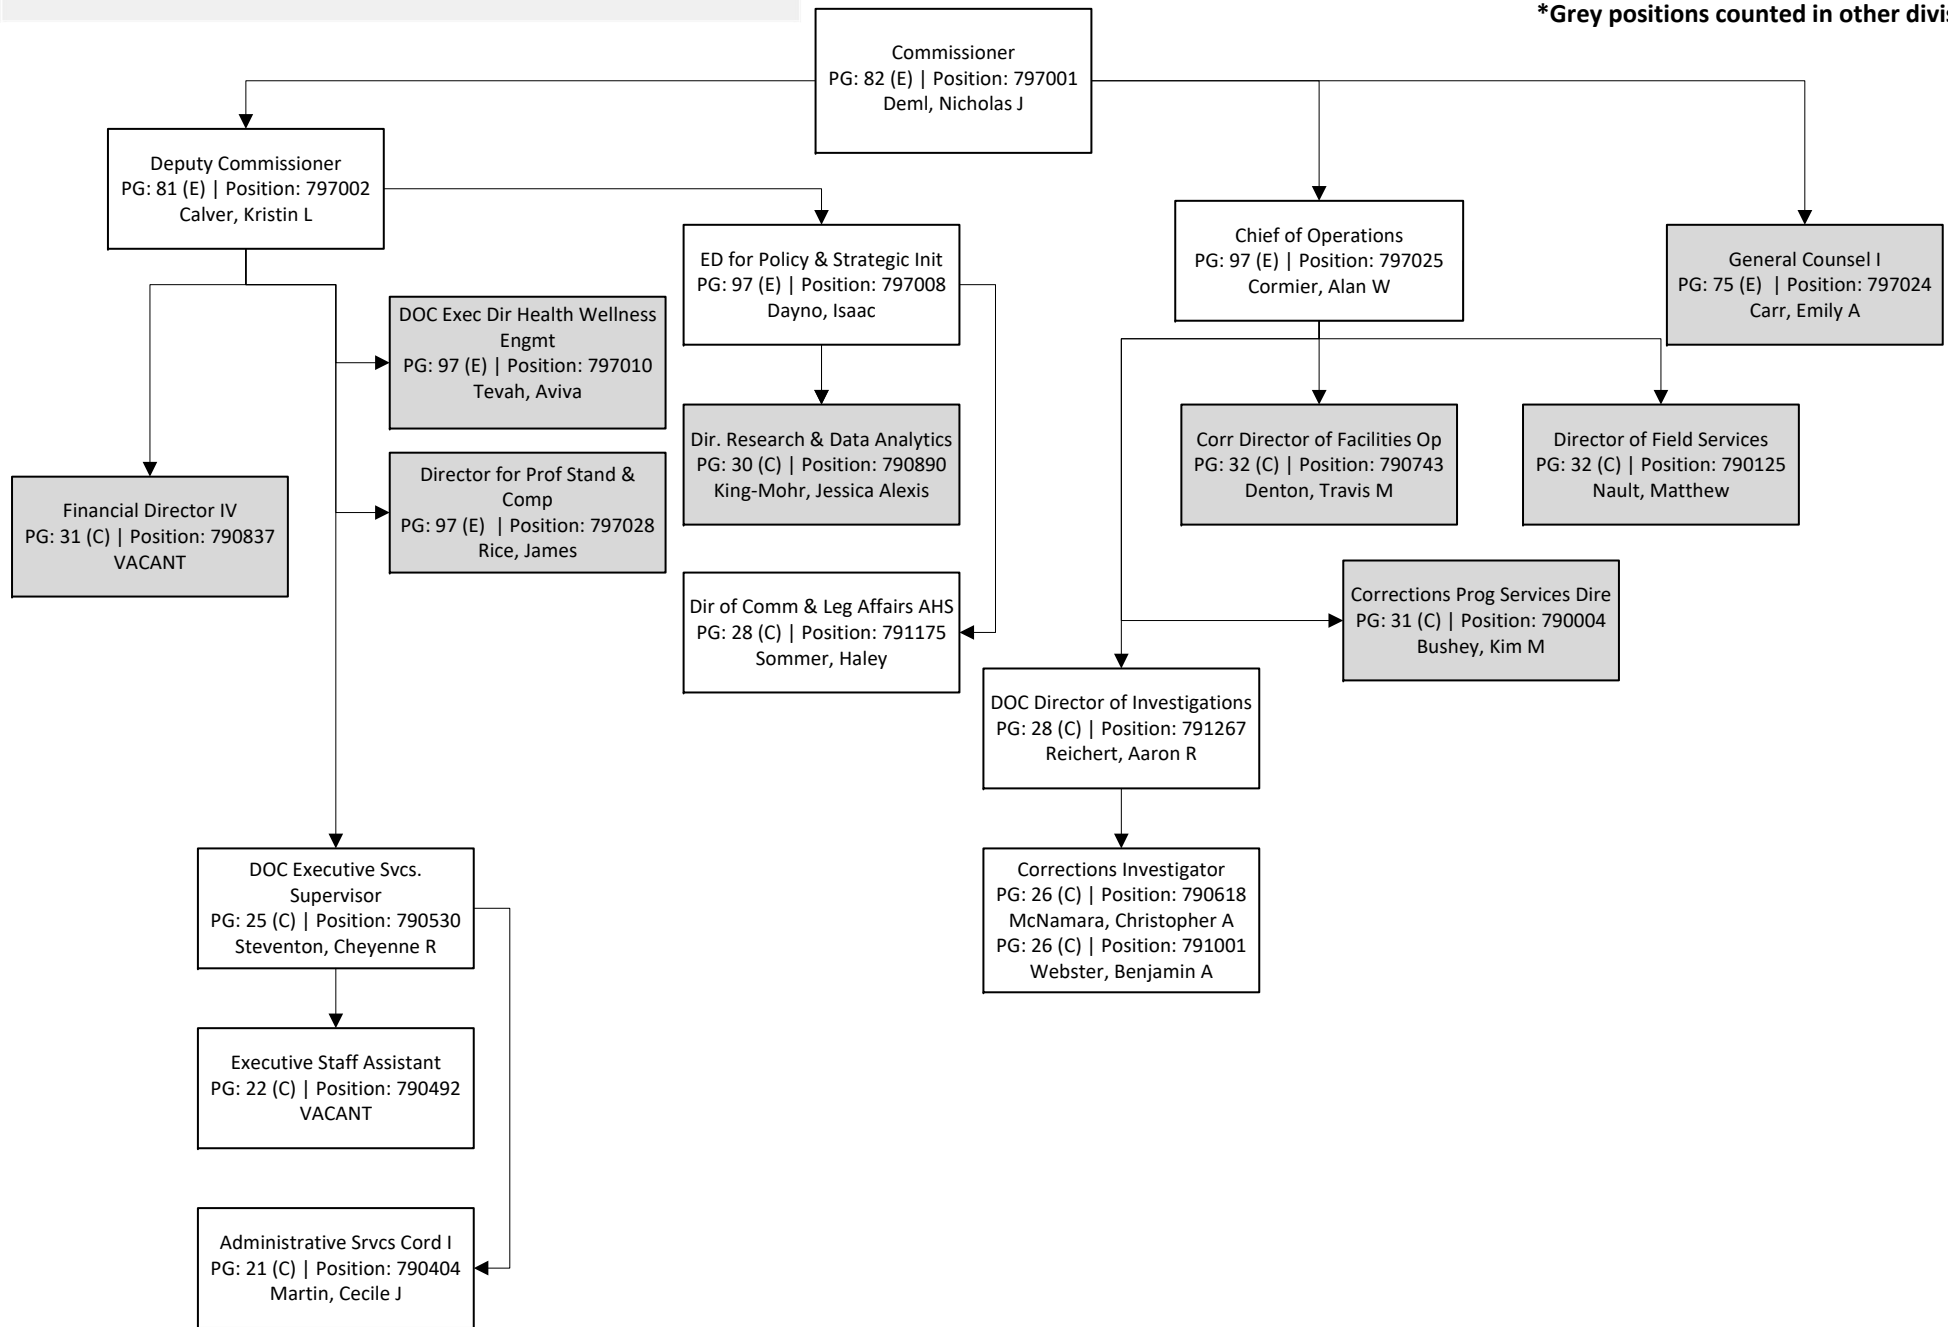 *Grey positions counted in other
Commissioner
PG: 82 (E) | Position: 797001
Deml, Nicholas J
Deputy Commissioner
PG: 81 (E) | Position: 797002
Calver, Kristin L
ED for Policy & Strategic Init
PG: 97 (E) | Position: 797008
Dayno, Isaac
Chief of Operations
PG: 97 (E) | Position: 797025
Cormier, Alan W
General Counsel I
PG: 75 (E) | Position: 797024
Carr, Emily A
DOC Exec Dir Health Wellness
Engmt
PG: 97 (E) | Position: 797010
Tevah, Aviva
Dir. Research & Data Analytics
PG: 30 (C) | Position: 790890
King-Mohr, Jessica Alexis
Corr Director of Facilities Op
PG: 32 (C) | Position: 790743
Denton, Travis M
Director of Field Services
PG: 32 (C) | Position: 790125
Nault, Matthew
Financial Director IV
PG: 31 (C) | Position: 790837
VACANT
Director for Prof Stand &
Comp
PG: 97 (E) | Position: 797028
Rice, James
Dir of Comm & Leg Affairs AHS
PG: 28 (C) | Position: 791175
Sommer, Haley
Corrections Prog Services Dire
PG: 31 (C) | Position: 790004
Bushey, Kim M
DOC Director of Investigations
PG: 28 (C) | Position: 791267
Reichert, Aaron R
DOC Executive Svcs.
Supervisor
PG: 25 (C) | Position: 790530
Steventon, Cheyenne R
Corrections Investigator
PG: 26 (C) | Position: 790618
McNamara, Christopher A
PG: 26 (C) | Position: 791001
Webster, Benjamin A
Executive Staff Assistant
PG: 22 (C) | Position: 790492
VACANT
Administrative Srvcs Cord I
PG: 21 (C) | Position: 790404
Martin, Cecile J